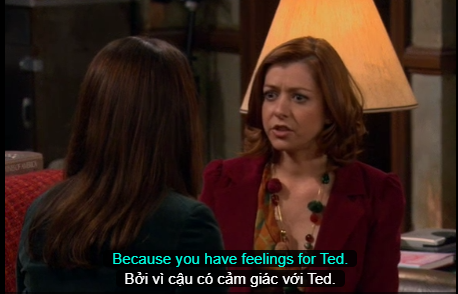 Because you have feelings for Ted.
Bởi vì cậu có cảm giác với Ted.